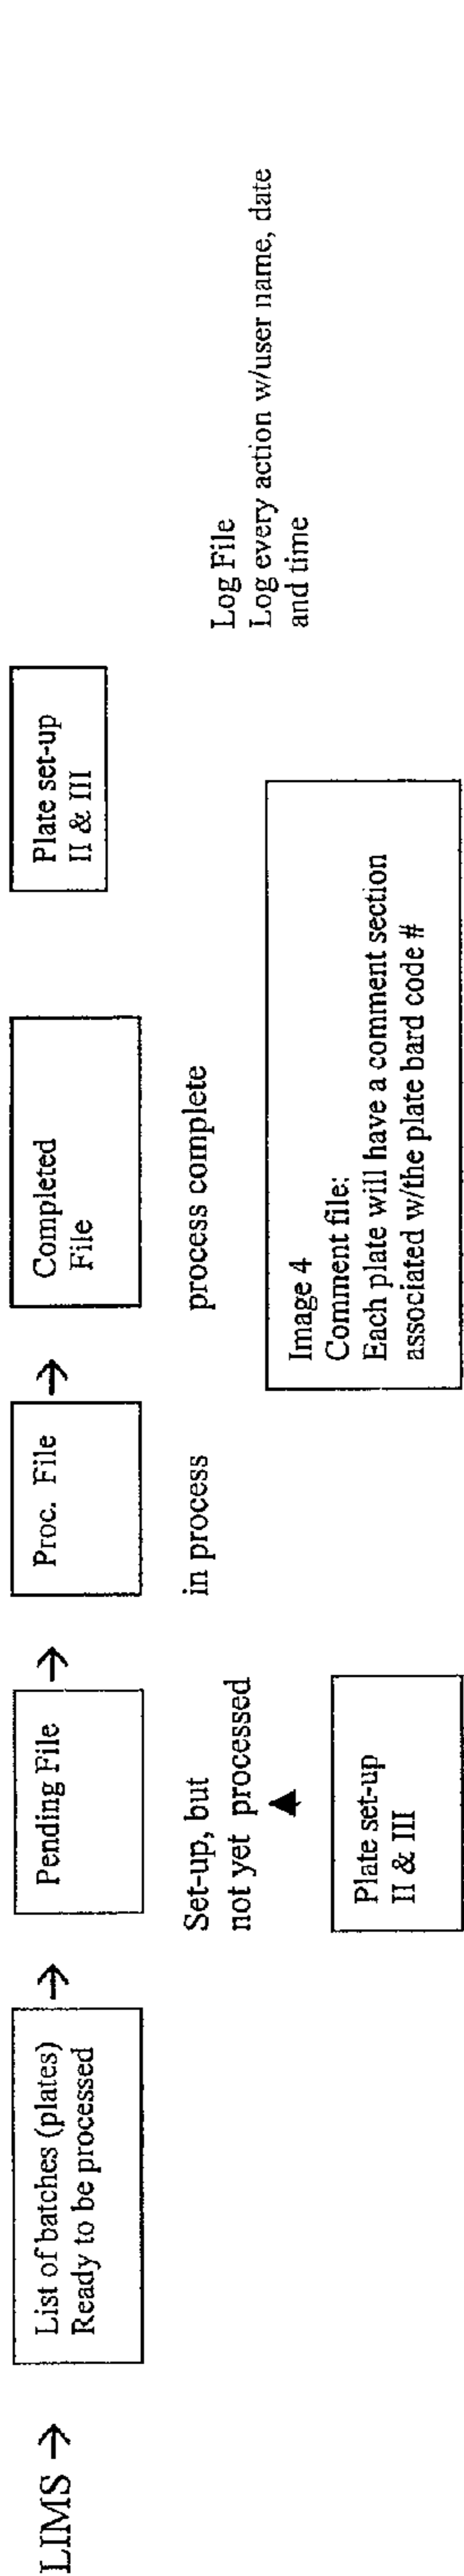 LIMS →
List of batches (plates)
Ready to be processed
→
Pending File
→
Proc. File
→
Completed
File
Plate set-up
II & III
Set-up, but
not yet processed
in process
process complete
Plate set-up
II & III
Image 4
Comment file:
Each plate will have a comment section
associated w/the plate bard code #
Log File
Log every action w/user name, date
and time